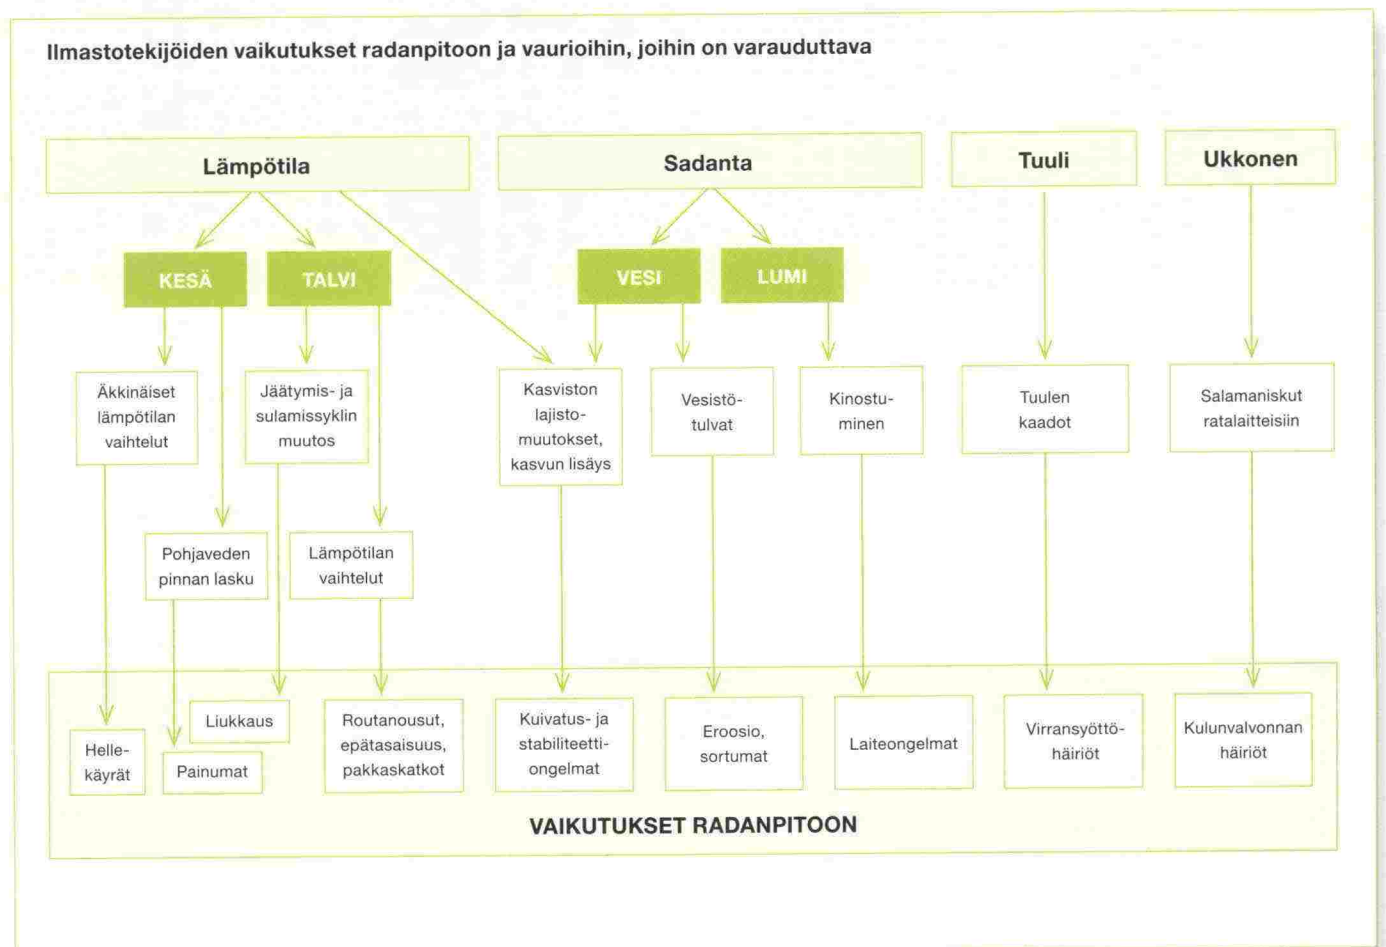 Ilmastotekijöiden vaikutukset radanpitoon ja vaurioihin, joihin on varauduttava
Lämpötila
Sadanta
Tuuli
Ukkonen
KESÄ
TALVI
VESI
LUMI
Äkkinäiset
lämpötilan
vaihtelut
Jäätymis- ja
sulamissyklin
muutos
Kasviston
lajisto-
muutokset,
kasvun lisäys
Vesistö-
tulvat
Kinostu-
minen
Tuulen
kaadot
Salamaniskut
ratalaitteisiin
Pohjaveden
pinnan lasku
Lämpötilan
vaihtelut
Helle-
käyrät
Painumat
Liukkaus
Routanousut,
epätasaisuus,
pakkaskatkot
Kuivatus- ja
stabiliteetti-
ongelmat
Eroosio,
sortumat
Laiteongelmat
Virransyöttö-
häiriöt
Kulunvalvonnan
häiriöt
VAIKUTUKSET RADANPITOON